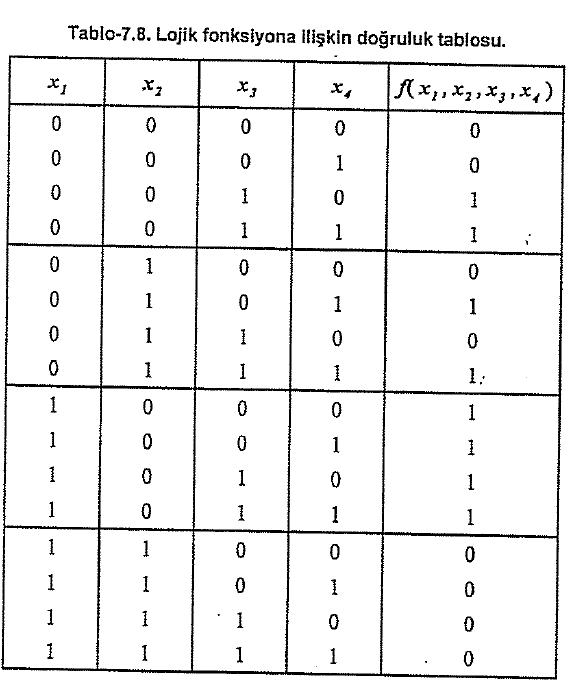 Tablo-7.8. Lojik fonksiyona ilişkin doğruluk tablosu.
x₁ x₂ x₃ x₄ f(x₁,x₂,x₃,x₄)
0 0 0 0 0
0 0 0 1 0
0 0 1 0 1
0 0 1 1 1
0 1 0 0 0
0 1 0 1 1
0 1 1 0 0
0 1 1 1 1
1 0 0 0 1
1 0 0 1 1
1 0 1 0 1
1 0 1 1 1
1 1 0 0 0
1 1 0 1 0
1 1 1 0 0
1 1 1 1 0